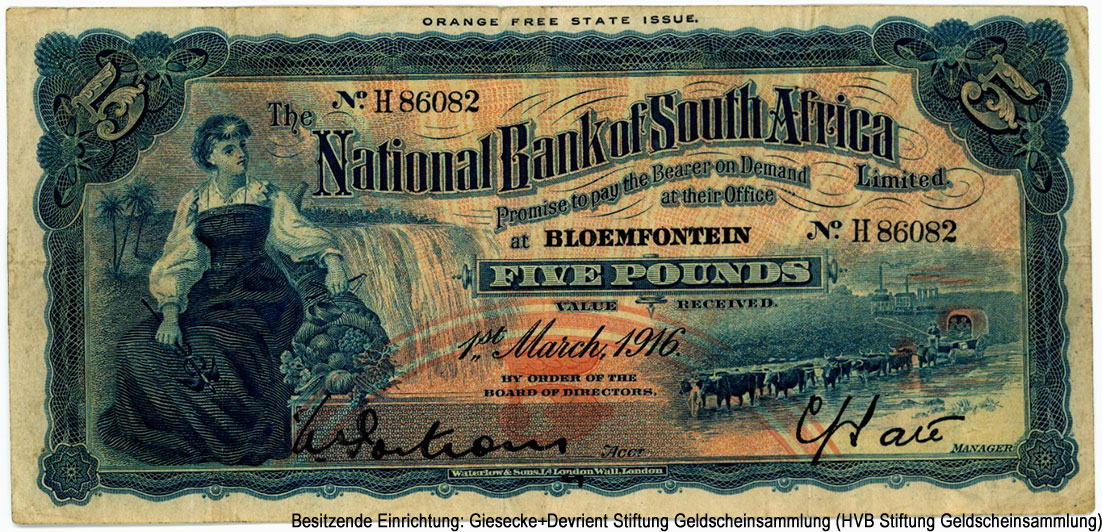 ORANGE FREE STATE ISSUE.
5 5
No H 86082
The National Bank of South Africa Limited.
Promise to pay the Bearer on Demand
at their Office
at BLOEMFONTEIN No H 86082
FIVE POUNDS
VALUE RECEIVED.
1st March, 1916.
BY ORDER OF THE
BOARD OF DIRECTORS.
Acct
MANAGER
Waterlow & Sons, Ld London Wall, London
Besitzende Einrichtung: Giesecke+Devrient Stiftung Geldscheinsammlung (HVB Stiftung Geldscheinsammlung)